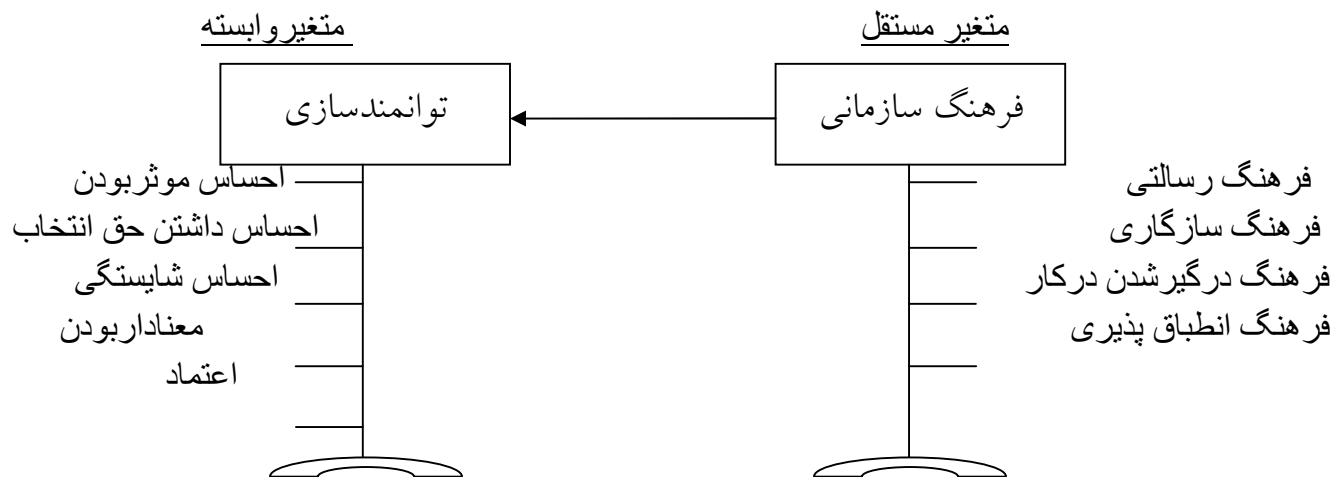 متغیر مستقل
فرهنگ سازمانی
فرهنگ رسالتی
فرهنگ سازگاری
فرهنگ درگیرشدن درکار
فرهنگ انطباق پذیری
متغیروابسته
توانمندسازی
احساس موثربودن
احساس داشتن حق انتخاب
احساس شایستگی
معناداربودن
اعتماد